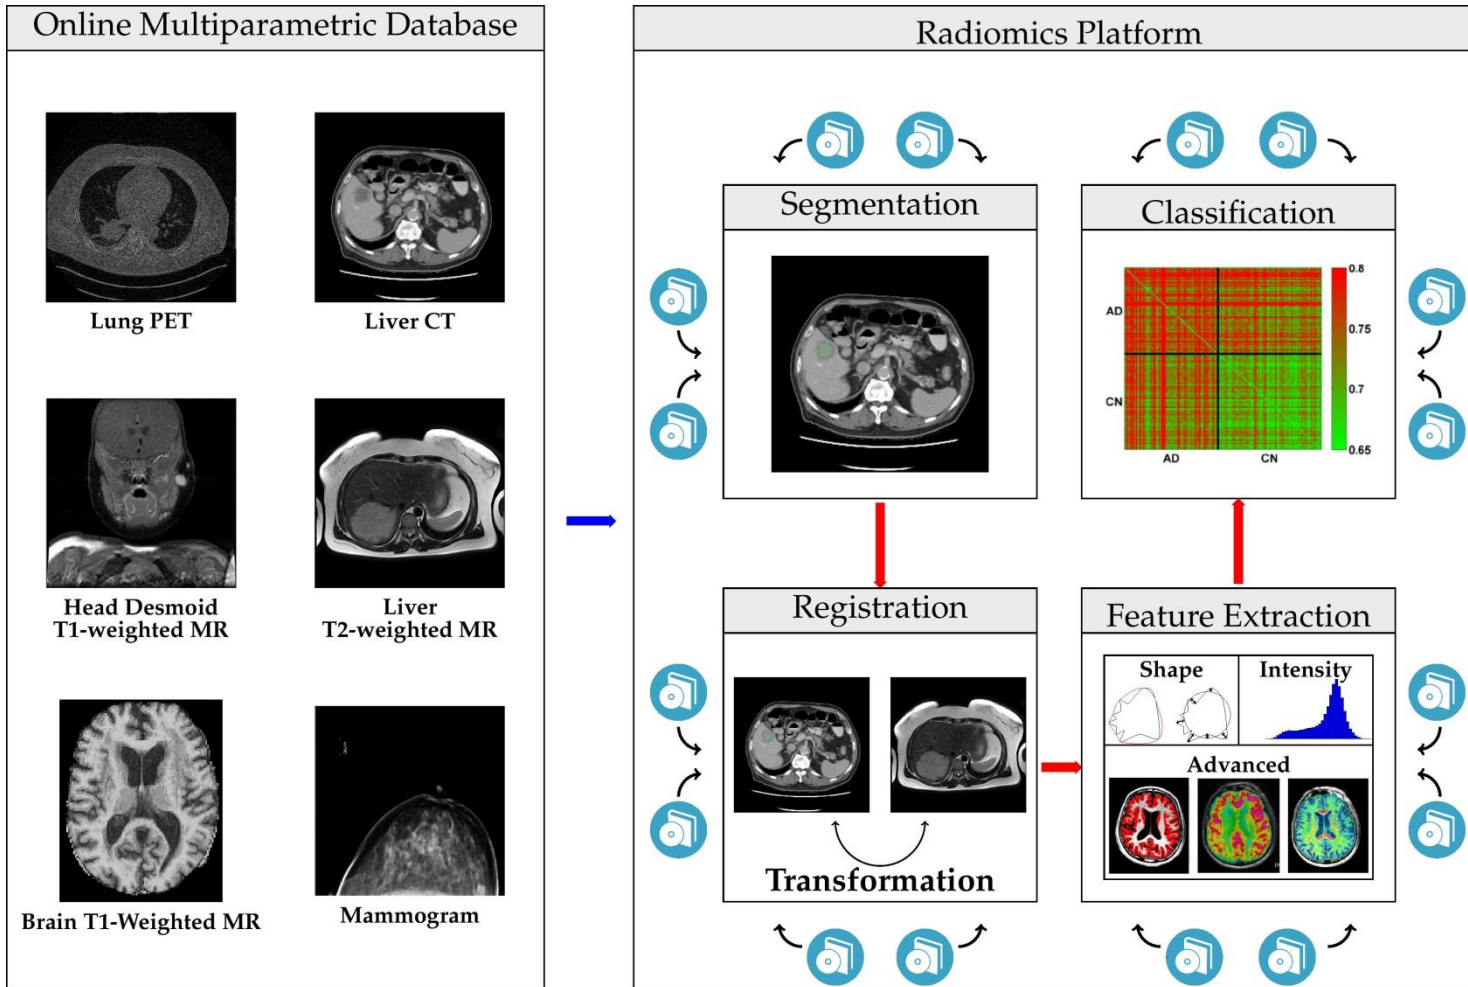 Online Multiparametric Database
Lung PET
Liver CT
Head Desmoid
T1-weighted MR
Liver
T2-weighted MR
Brain T1-Weighted MR
Mammogram
Radiomics Platform
Segmentation
Classification
AD
CN
AD
CN
0.8
0.75
0.7
0.65
Registration
Transformation
Feature Extraction
Shape
Intensity
Advanced